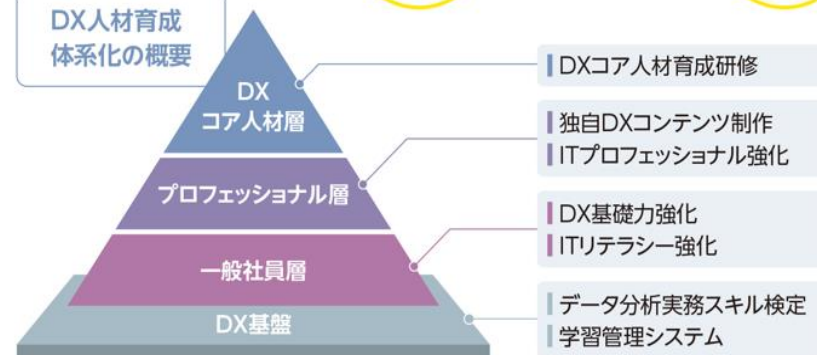 DX人材育成
体系化の概要
DX
コア人材層
DXコア人材育成研修
プロフェッショナル層
独自DXコンテンツ制作
ITプロフェッショナル強化
一般社員層
DX基礎力強化
ITリテラシー強化
DX基盤
データ分析実務スキル検定
学習管理システム